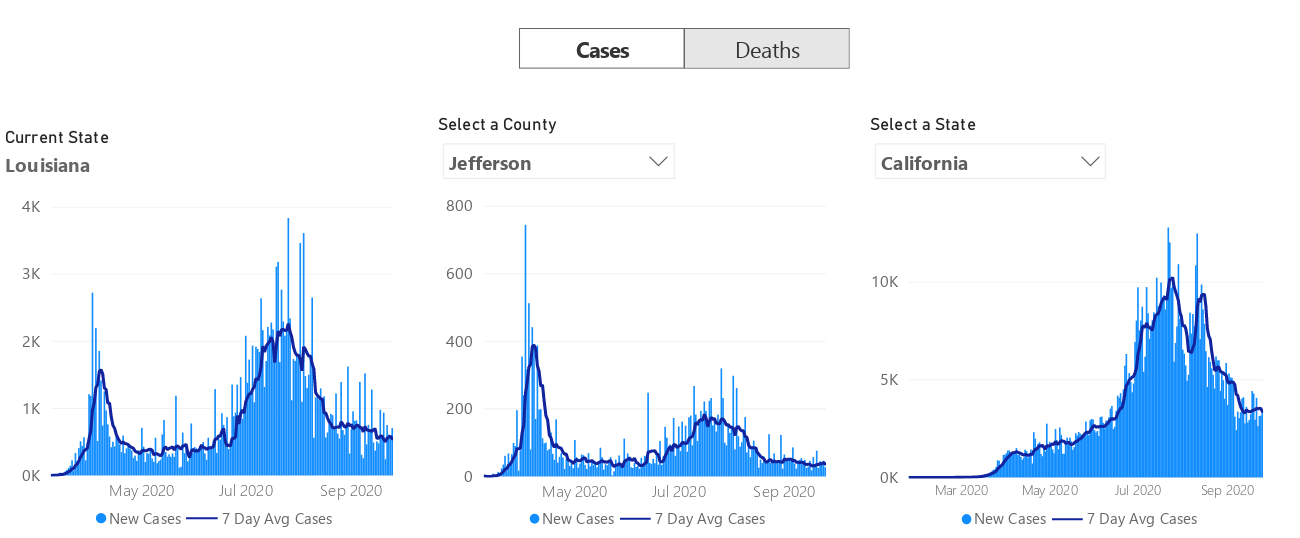 Cases
Deaths
Current State
Louisiana
4K
3K
2K
1K
0K
May 2020
Jul 2020
Sep 2020
New Cases
7 Day Avg Cases
Select a County
Jefferson
800
600
400
200
0
May 2020
Jul 2020
Sep 2020
New Cases
7 Day Avg Cases
Select a State
California
10K
5K
0K
Mar 2020
May 2020
Jul 2020
Sep 2020
New Cases
7 Day Avg Cases